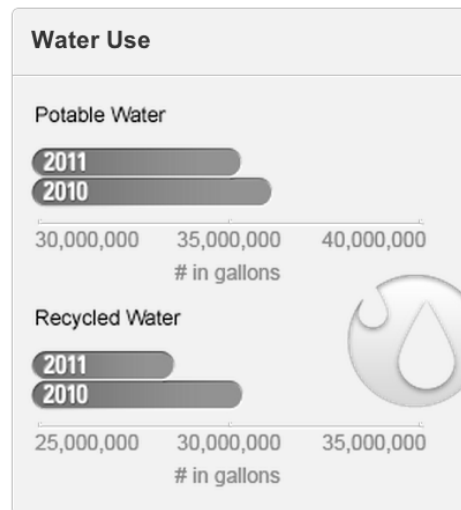 Water Use
Potable Water
2011
2010
30,000,000 35,000,000 40,000,000
# in gallons
Recycled Water
2011
2010
25,000,000 30,000,000 35,000,000
# in gallons